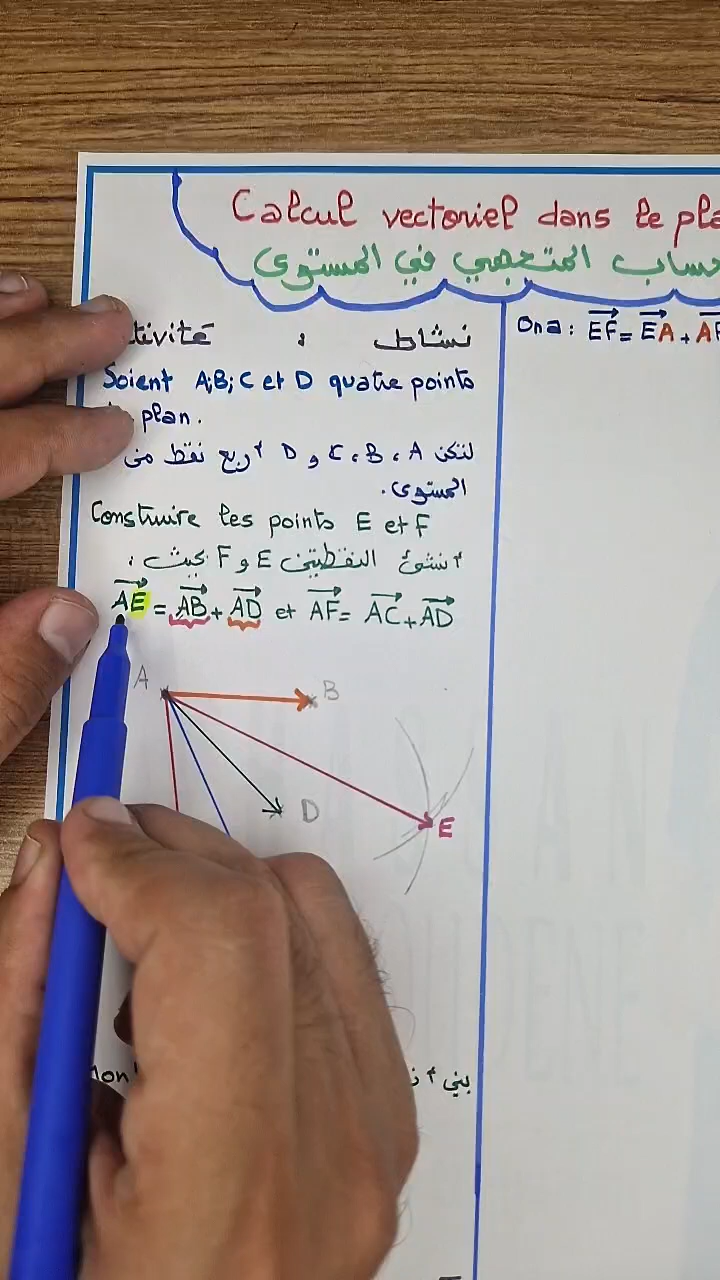 Calcul vectoriel dans le pla
حساب المتجهي في المستوى
tivité : نشاط
Soient A;B;C et D quatre points
plan.
لتكن A ، B ، C و D أربع نقط من
المستوى.
Construire les points E et F
أنشئ النقطتين E و F بحيث :
AE = AB + AD et AF = AC + AD
A
B
D
E
Ona : EF = EA + AF